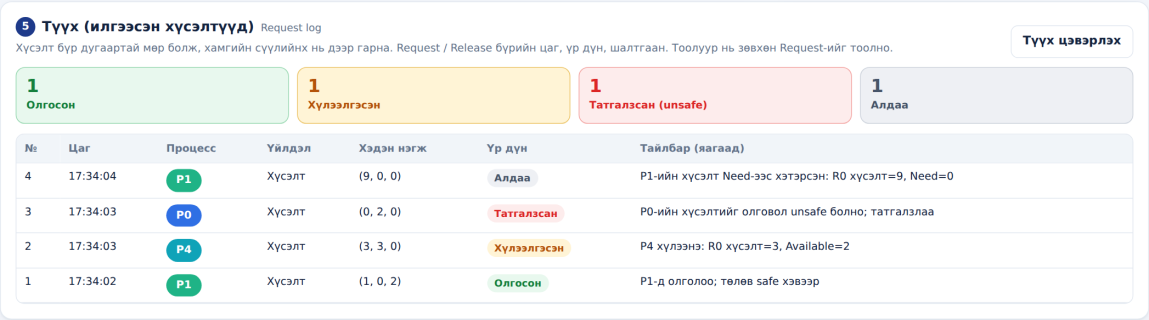 5 Түүх (илгээсэн хүсэлтүүд) Request log
Хүсэлт бүр дугаартай мөр болж, хамгийн сүүлийнх нь дээр гарна. Request / Release бүрийн цаг, үр дүн, шалтгаан. Тоолуур нь зөвхөн Request-ийг тоолно.
Түүх цэвэрлэх
1
Олгосон
1
Хүлээлгэсэн
1
Татгалзсан (unsafe)
1
Алдаа
№ Цаг Процесс Үйлдэл Хэдэн нэгж Үр дүн Тайлбар (яагаад)
4 17:34:04 P1 Хүсэлт (9, 0, 0) Алдаа P1-ийн хүсэлт Need-ээс хэтэрсэн: R0 хүсэлт=9, Need=0
3 17:34:03 P0 Хүсэлт (0, 2, 0) Татгалзсан P0-ийн хүсэлтийг олговол unsafe болно; татгалзлаа
2 17:34:03 P4 Хүсэлт (3, 3, 0) Хүлээлгэсэн P4 хүлээнэ: R0 хүсэлт=3, Available=2
1 17:34:02 P1 Хүсэлт (1, 0, 2) Олгосон P1-д олголоо; төлөв safe хэвээр